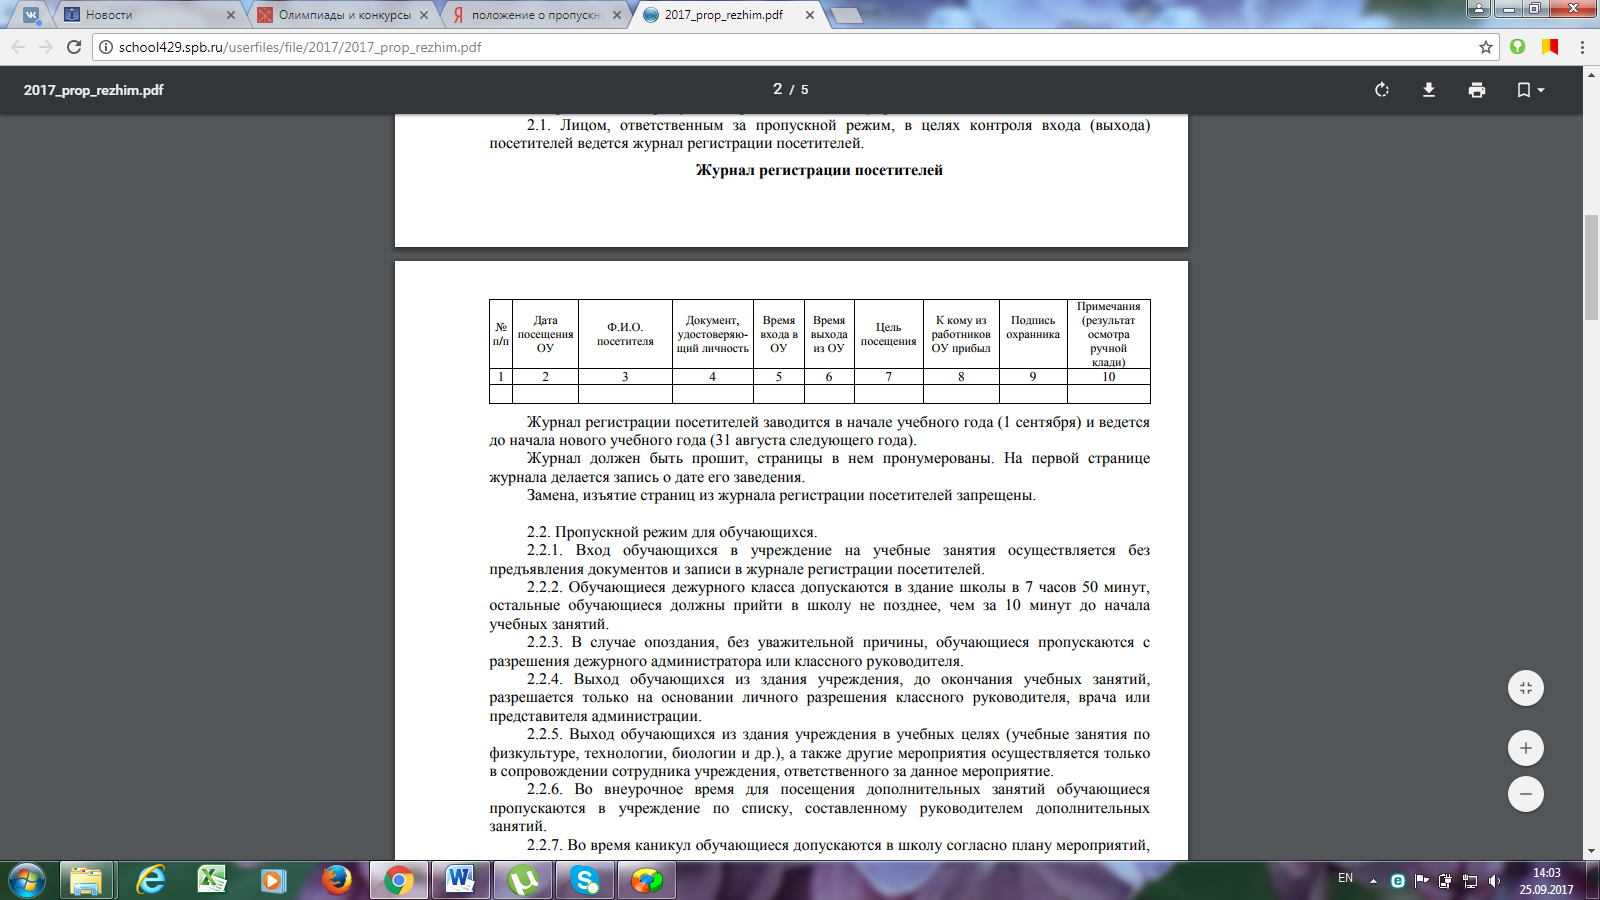 Новости
Олимпиады и конкурсы
положение о пропускн
2017_prop_rezhim.pdf
school429.spb.ru/userfiles/file/2017/2017_prop_rezhim.pdf
2017_prop_rezhim.pdf
2 / 5
2.1. Лицом, ответственным за пропускной режим, в целях контроля входа (выхода)
посетителей ведется журнал регистрации посетителей.
Журнал регистрации посетителей
№ п/п
Дата посещения ОУ
Ф.И.О. посетителя
Документ, удостоверяю-щий личность
Время входа в ОУ
Время выхода из ОУ
Цель посещения
К кому из работников ОУ прибыл
Подпись охранника
Примечания (результат осмотра ручной клади)
1 2 3 4 5 6 7 8 9 10
Журнал регистрации посетителей заводится в начале учебного года (1 сентября) и ведется
до начала нового учебного года (31 августа следующего года).
Журнал должен быть прошит, страницы в нем пронумерованы. На первой странице
журнала делается запись о дате его заведения.
Замена, изъятие страниц из журнала регистрации посетителей запрещены.
2.2. Пропускной режим для обучающихся.
2.2.1. Вход обучающихся в учреждение на учебные занятия осуществляется без
предъявления документов и записи в журнале регистрации посетителей.
2.2.2. Обучающиеся дежурного класса допускаются в здание школы в 7 часов 50 минут,
остальные обучающиеся должны прийти в школу не позднее, чем за 10 минут до начала
учебных занятий.
2.2.3. В случае опоздания, без уважительной причины, обучающиеся пропускаются с
разрешения дежурного администратора или классного руководителя.
2.2.4. Выход обучающихся из здания учреждения, до окончания учебных занятий,
разрешается только на основании личного разрешения классного руководителя, врача или
представителя администрации.
2.2.5. Выход обучающихся из здания учреждения в учебных целях (учебные занятия по
физкультуре, технологии, биологии и др.), а также другие мероприятия осуществляется только
в сопровождении сотрудника учреждения, ответственного за данное мероприятие.
2.2.6. Во внеурочное время для посещения дополнительных занятий обучающиеся
пропускаются в учреждение по списку, составленному руководителем дополнительных
занятий.
2.2.7. Во время каникул обучающиеся допускаются в школу согласно плану мероприятий,
EN
14:03
25.09.2017